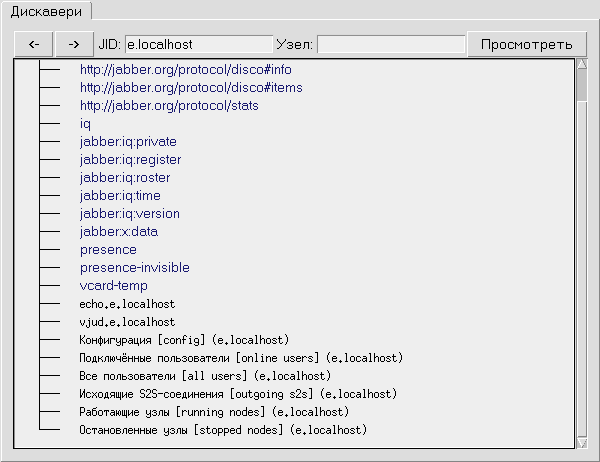 Дискавери
<- -> JID: e.localhost Узел: Просмотреть
http://jabber.org/protocol/disco#info
http://jabber.org/protocol/disco#items
http://jabber.org/protocol/stats
iq
jabber:iq:private
jabber:iq:register
jabber:iq:roster
jabber:iq:time
jabber:iq:version
jabber:x:data
presence
presence-invisible
vcard-temp
echo.e.localhost
vjud.e.localhost
Конфигурация [config] (e.localhost)
Подключённые пользователи [online users] (e.localhost)
Все пользователи [all users] (e.localhost)
Исходящие S2S-соединения [outgoing s2s] (e.localhost)
Работающие узлы [running nodes] (e.localhost)
Остановленные узлы [stopped nodes] (e.localhost)